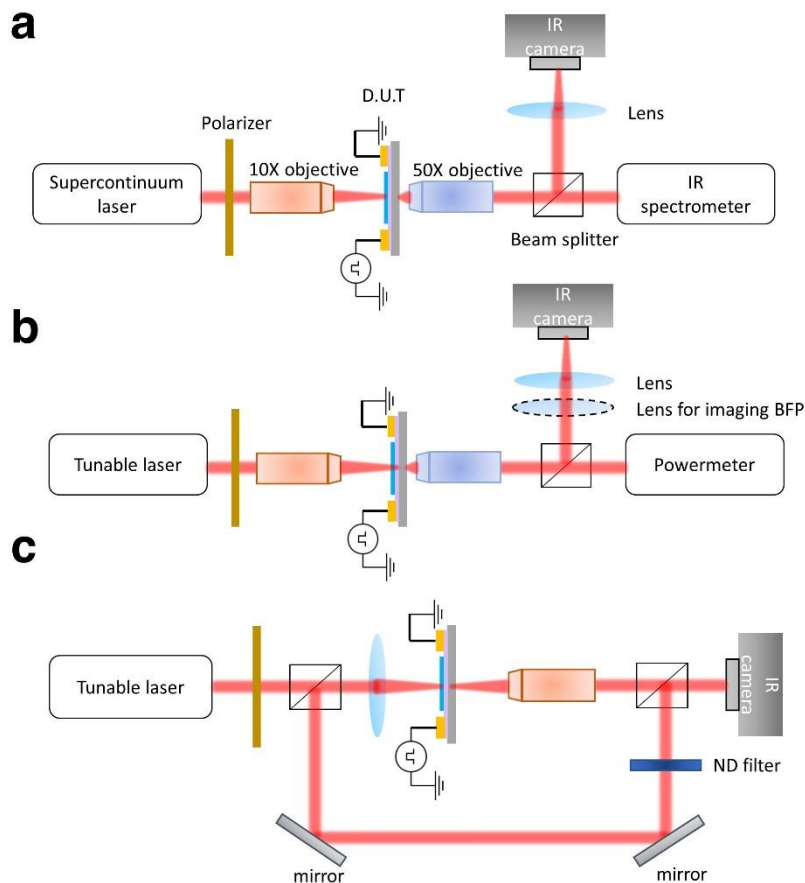 a
IR
camera
D.U.T
Lens
Polarizer
10X objective
50X objective
Supercontinuum
laser
IR
spectrometer
Beam splitter
b
IR
camera
Lens
Lens for imaging BFP
Tunable laser
Powermeter
c
Tunable laser
IR
camera
ND filter
mirror
mirror